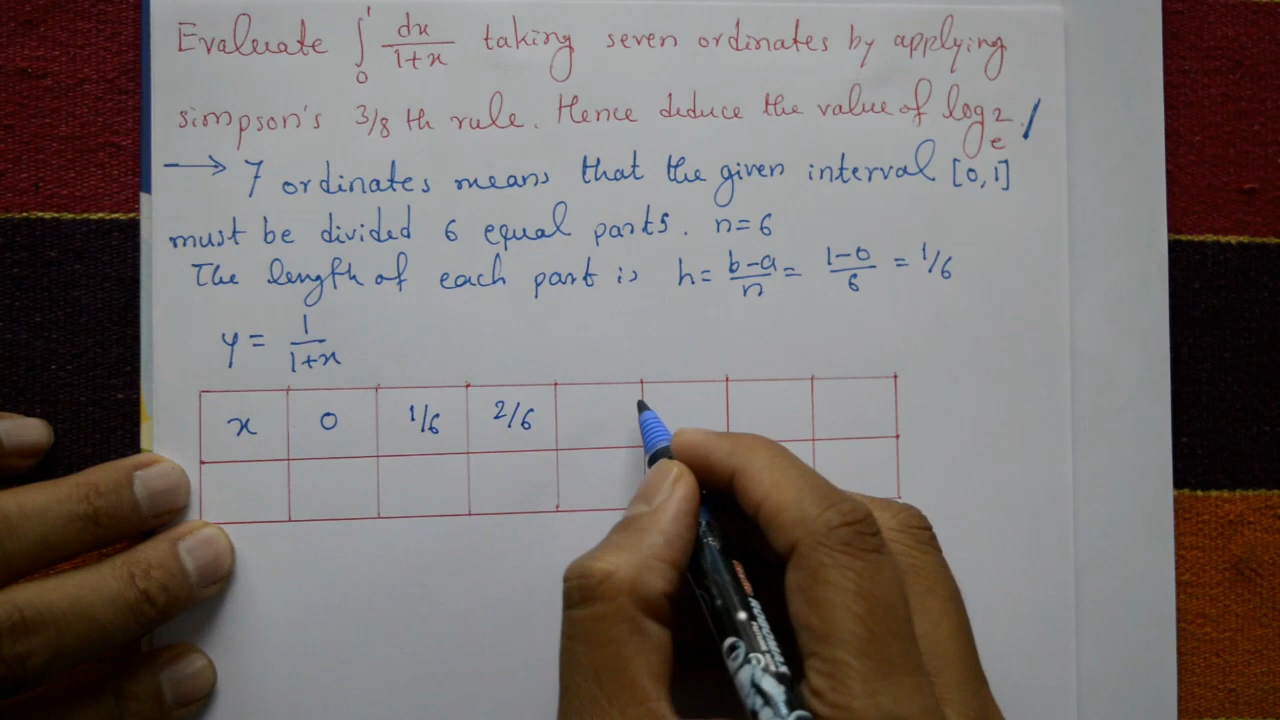 Evaluate ∫₀¹ dx/(1+x) taking seven ordinates by applying
simpson's 3/8 th rule. Hence deduce the value of logₑ2.
→ 7 ordinates means that the given interval [0,1]
must be divided 6 equal parts. n=6
The length of each part is h= (b-a)/n = (1-0)/6 = 1/6
y = 1/(1+x)
x 0 1/6 2/6